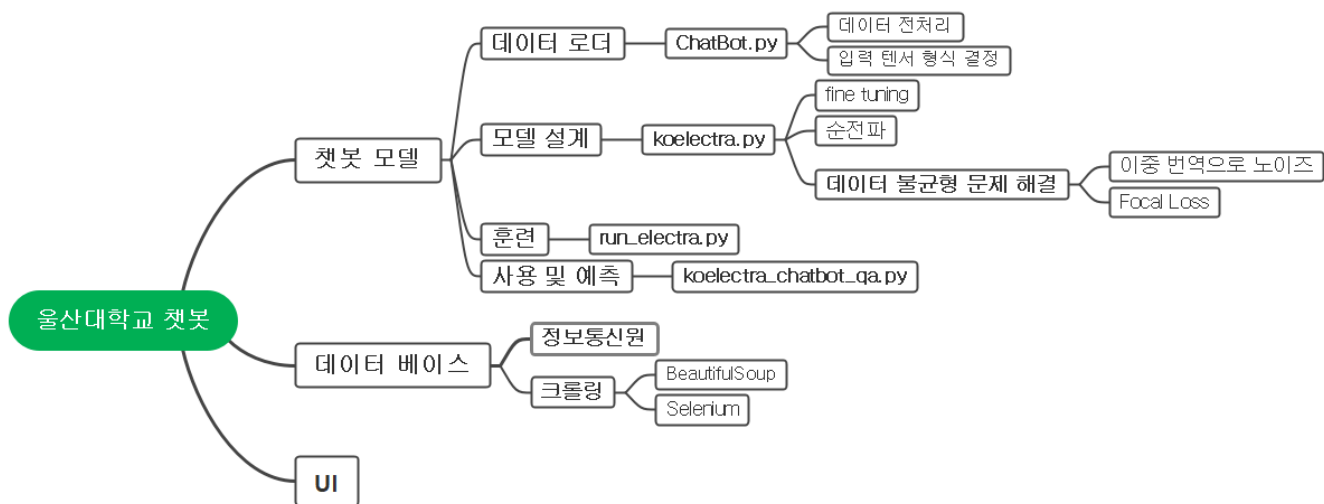 울산대학교 챗봇
챗봇 모델
데이터 로더
ChatBot.py
데이터 전처리
입력 텐서 형식 결정
모델 설계
koelectra.py
fine tuning
순전파
데이터 불균형 문제 해결
이중 번역으로 노이즈
Focal Loss
훈련
run_electra.py
사용 및 예측
koelectra_chatbot_qa.py
데이터 베이스
정보통신원
크롤링
BeautifulSoup
Selenium
UI